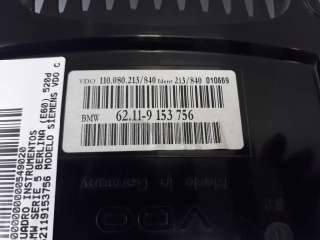 VDO 110.080.213/840 Ident 213/840 010669
BMW 62.11-9 153 756
Made in Germany
VDO
CUADRO INSTRUMENTOS
BMW SERIE 5 BERLINA (E60) 520d
62119153756 MODELO SIEMENS VDO